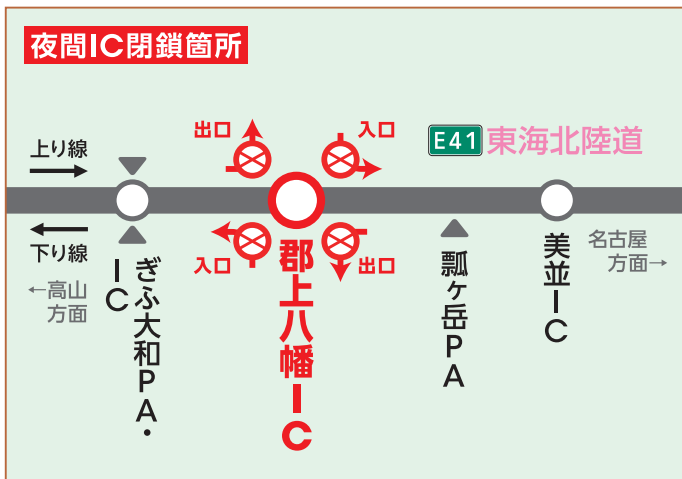 夜間IC閉鎖箇所
出口
入口
E41 東海北陸道
上り線
下り線
←高山
方面
入口
出口
ぎふ大和PA・
IC
郡上八幡IC
瓢ヶ岳PA
美並IC
名古屋
方面→